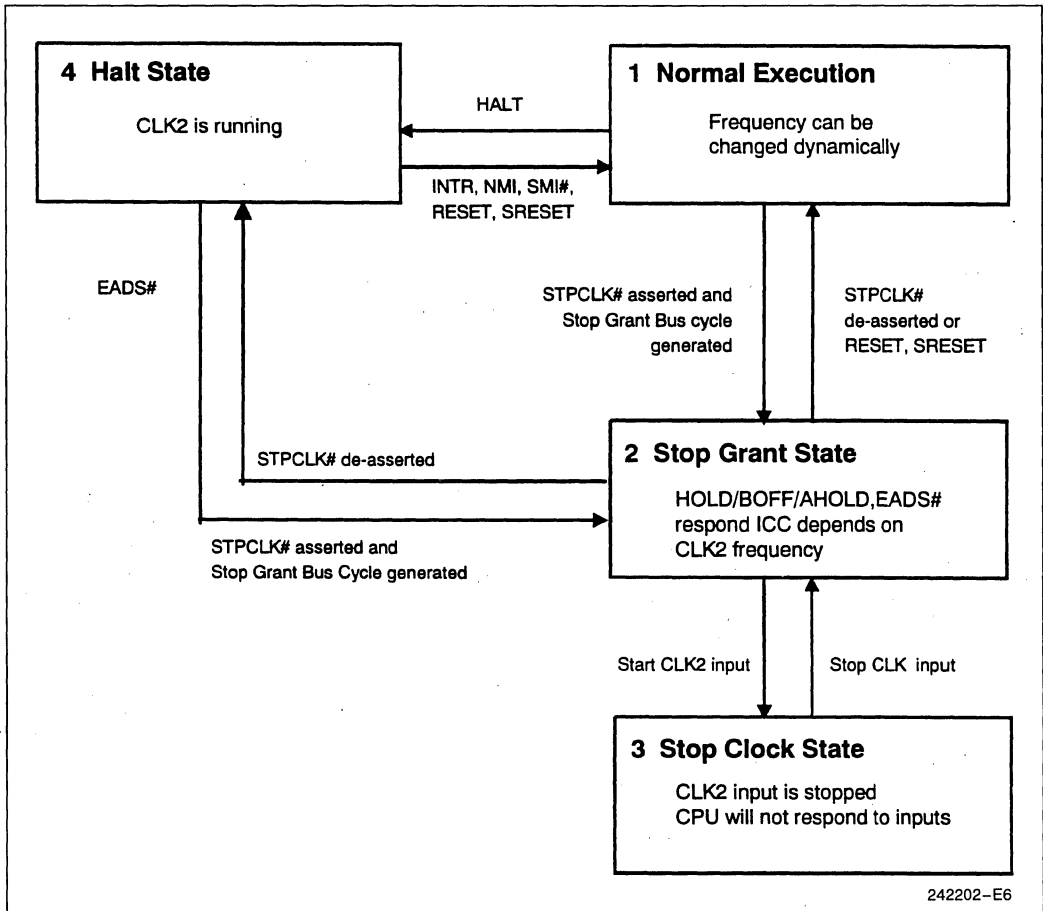 4 Halt State
CLK2 is running
HALT
1 Normal Execution
Frequency can be
changed dynamically
INTR, NMI, SMI#,
RESET, SRESET
EADS#
STPCLK# asserted and
Stop Grant Bus cycle
generated
STPCLK#
de-asserted or
RESET, SRESET
STPCLK# de-asserted
STPCLK# asserted and
Stop Grant Bus Cycle generated
2 Stop Grant State
HOLD/BOFF/AHOLD,EADS#
respond ICC depends on
CLK2 frequency
Start CLK2 input
Stop CLK input
3 Stop Clock State
CLK2 input is stopped
CPU will not respond to inputs
242202-E6